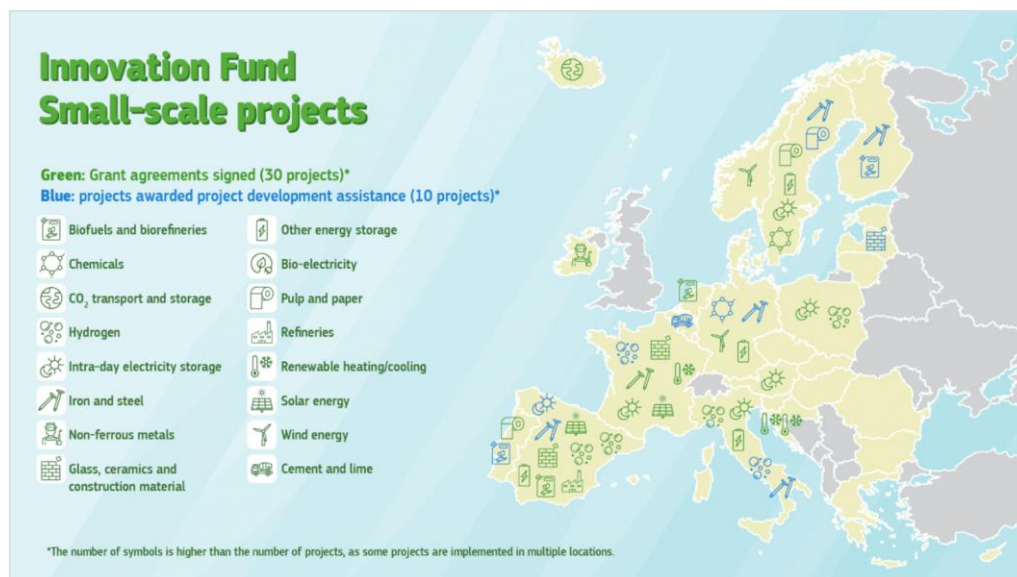 Innovation Fund
Small-scale projects
Green: Grant agreements signed (30 projects)*
Blue: projects awarded project development assistance (10 projects)*
Biofuels and biorefineries
Chemicals
CO₂ transport and storage
Hydrogen
Intra-day electricity storage
Iron and steel
Non-ferrous metals
Glass, ceramics and
construction material
Other energy storage
Bio-electricity
Pulp and paper
Refineries
Renewable heating/cooling
Solar energy
Wind energy
Cement and lime
*The number of symbols is higher than the number of projects, as some projects are implemented in multiple locations.